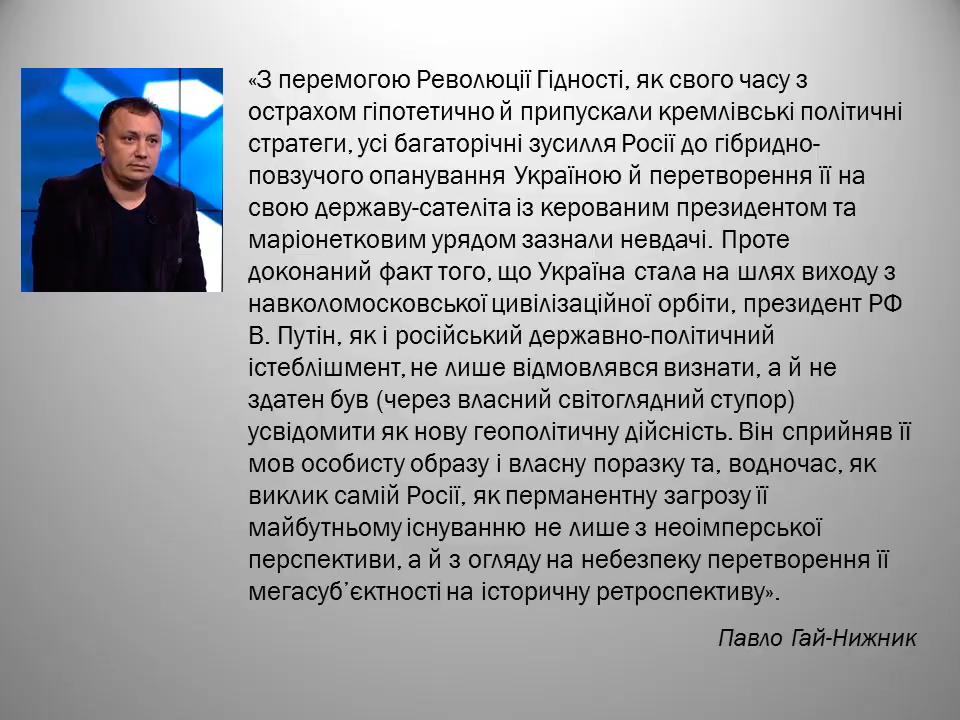 «З перемогою Революції Гідності, як свого часу з
острахом гіпотетично й припускали кремлівські політичні
стратеги, усі багаторічні зусилля Росії до гібридно-
повзучого опанування Україною й перетворення її на
свою державу-сателіта із керованим президентом та
маріонетковим урядом зазнали невдачі. Проте
доконаний факт того, що Україна стала на шлях виходу з
навколомосковської цивілізаційної орбіти, президент РФ
В. Путін, як і російський державно-політичний
істеблішмент, не лише відмовлявся визнати, а й не
здатен був (через власний світоглядний ступор)
усвідомити як нову геополітичну дійсність. Він сприйняв її
мов особисту образу і власну поразку та, водночас, як
виклик самій Росії, як перманентну загрозу її
майбутньому існуванню не лише з неоімперської
перспективи, а й з огляду на небезпеку перетворення її
мегасуб’єктності на історичну ретроспективу».
Павло Гай-Нижник